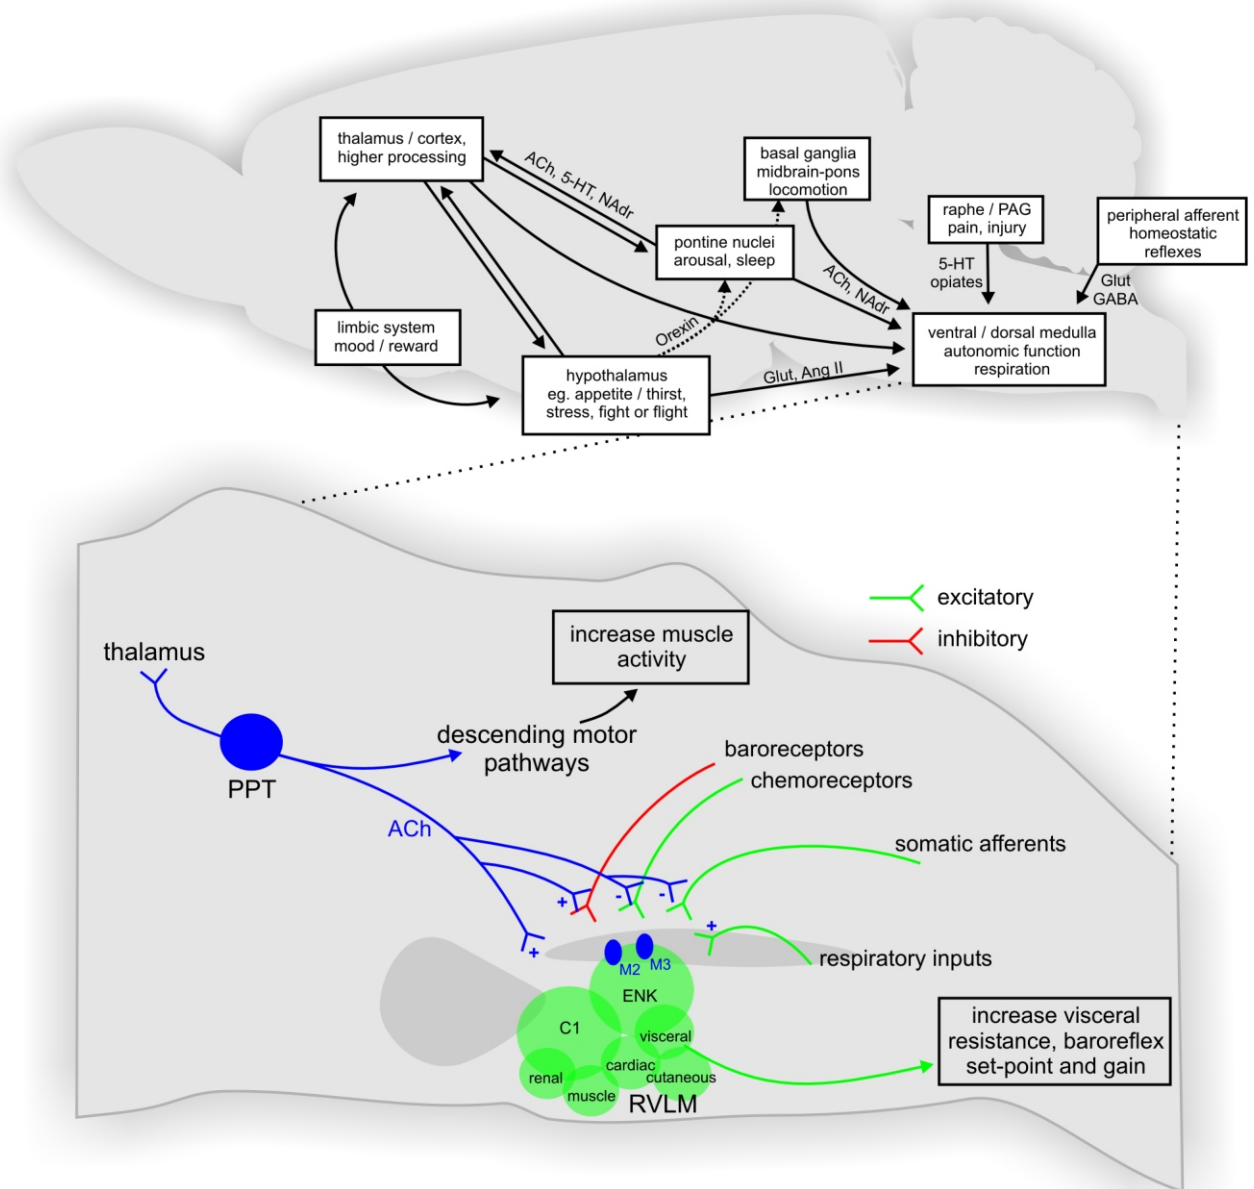 thalamus / cortex,
higher processing
ACh, 5-HT, NAdr
basal ganglia
midbrain-pons
locomotion
raphe / PAG
pain, injury
peripheral afferent
homeostatic
reflexes
pontine nuclei
arousal, sleep
5-HT
opiates
Glut
GABA
ACh, NAdr
limbic system
mood / reward
Orexin
ventral / dorsal medulla
autonomic function
respiration
hypothalamus
eg. appetite / thirst,
stress, fight or flight
Glut, Ang II
excitatory
inhibitory
increase muscle
activity
thalamus
descending motor
pathways
PPT
baroreceptors
chemoreceptors
ACh
somatic afferents
+
-
-
+
+
respiratory inputs
M2
M3
ENK
C1
visceral
cardiac
renal
cutaneous
muscle
RVLM
increase visceral
resistance, baroreflex
set-point and gain